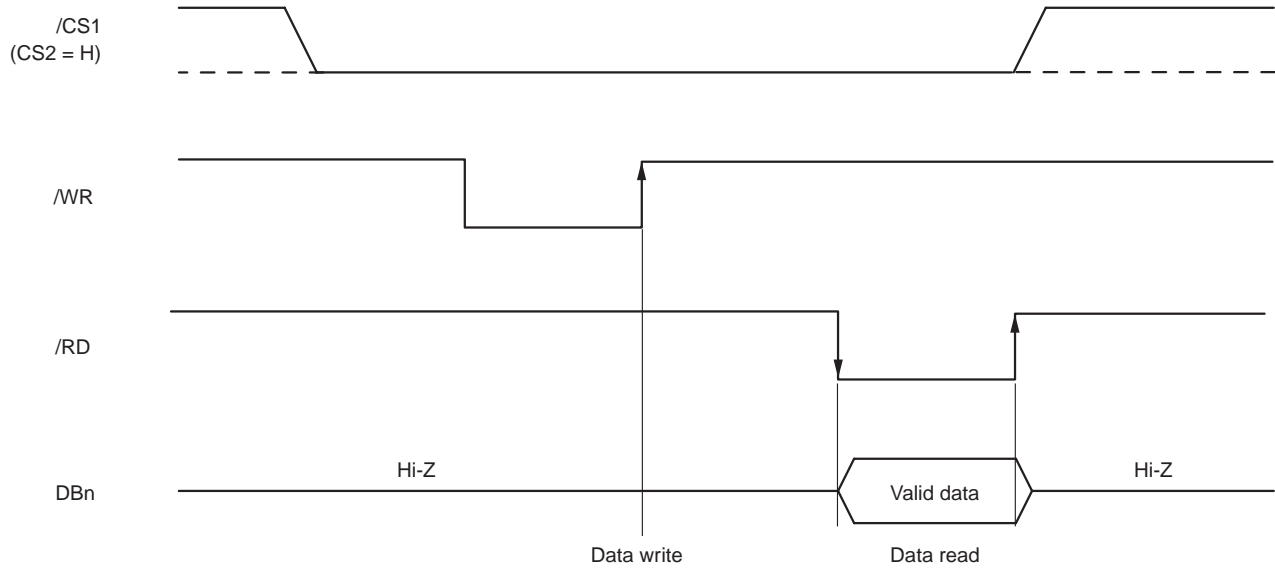 /CS1
(CS2 = H)
/WR
/RD
DBn
Hi-Z
Valid data
Hi-Z
Data write
Data read